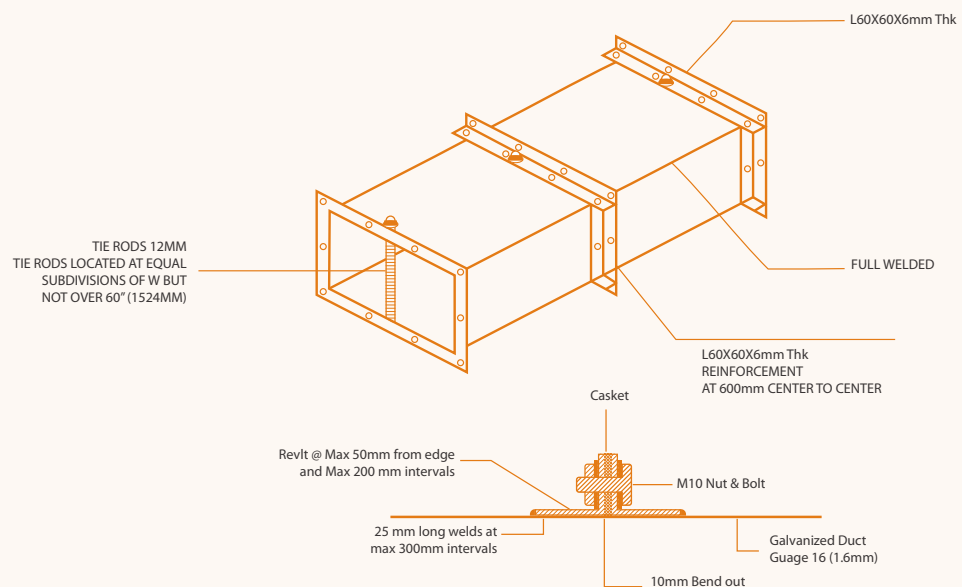 L60X60X6mm Thk
TIE RODS 12MM
TIE RODS LOCATED AT EQUAL
SUBDIVISIONS OF W BUT
NOT OVER 60" (1524MM)
FULL WELDED
L60X60X6mm Thk
REINFORCEMENT
AT 600mm CENTER TO CENTER
Casket
RevIt @ Max 50mm from edge
and Max 200 mm intervals
M10 Nut & Bolt
25 mm long welds at
max 300mm intervals
Galvanized Duct
Guage 16 (1.6mm)
10mm Bend out